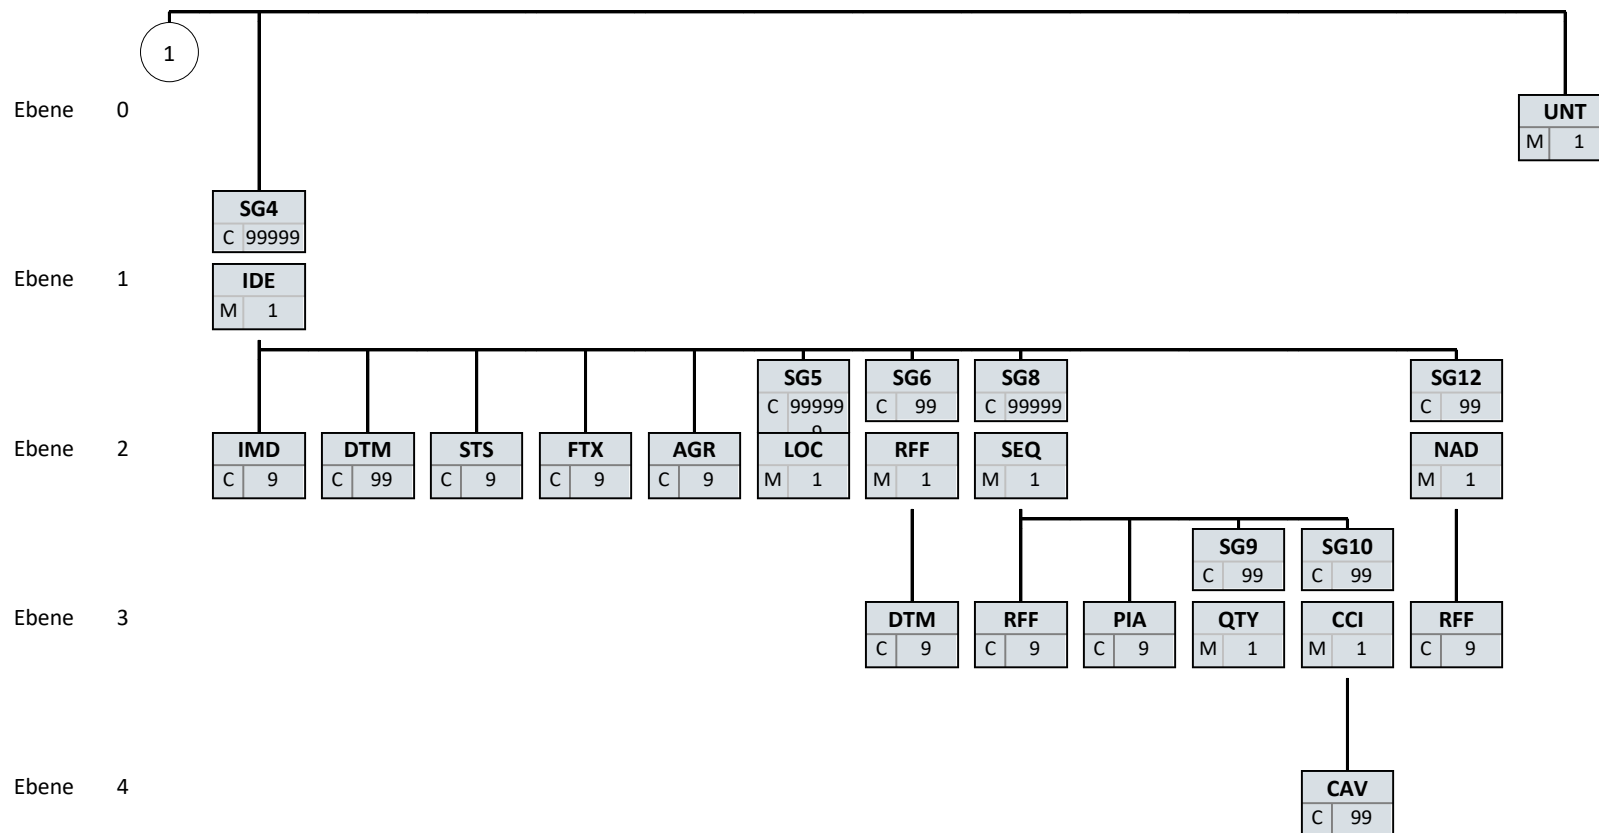 1
Ebene 0
UNT
M 1
SG4
C 99999
Ebene 1
IDE
M 1
SG5 SG6 SG8 SG12
C 99999 C 99 C 99999 C 99
Ebene 2
IMD DTM STS FTX AGR LOC RFF SEQ NAD
C 9 C 99 C 9 C 9 C 9 M 1 M 1 M 1 M 1
SG9 SG10
C 99 C 99
Ebene 3
DTM RFF PIA QTY CCI RFF
C 9 C 9 C 9 M 1 M 1 C 9
Ebene 4
CAV
C 99